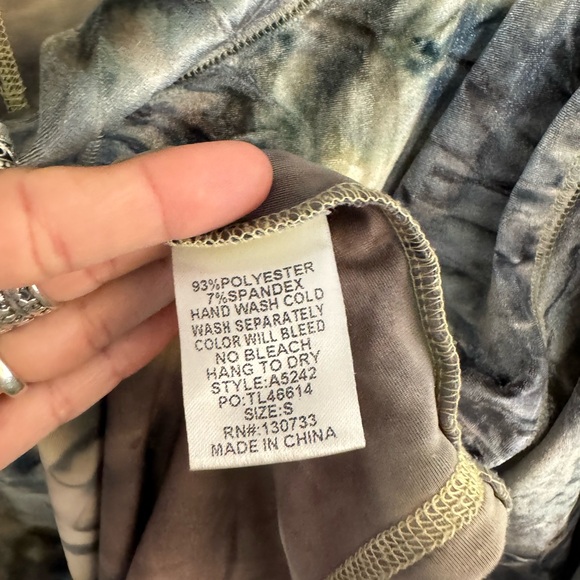 93%POLYESTER
7%SPANDEX
HAND WASH COLD
WASH SEPARATELY
COLOR WILL BLEED
NO BLEACH
HANG TO DRY
STYLE:A5242
PO:TL46614
SIZE:S
RN#:130733
MADE IN CHINA